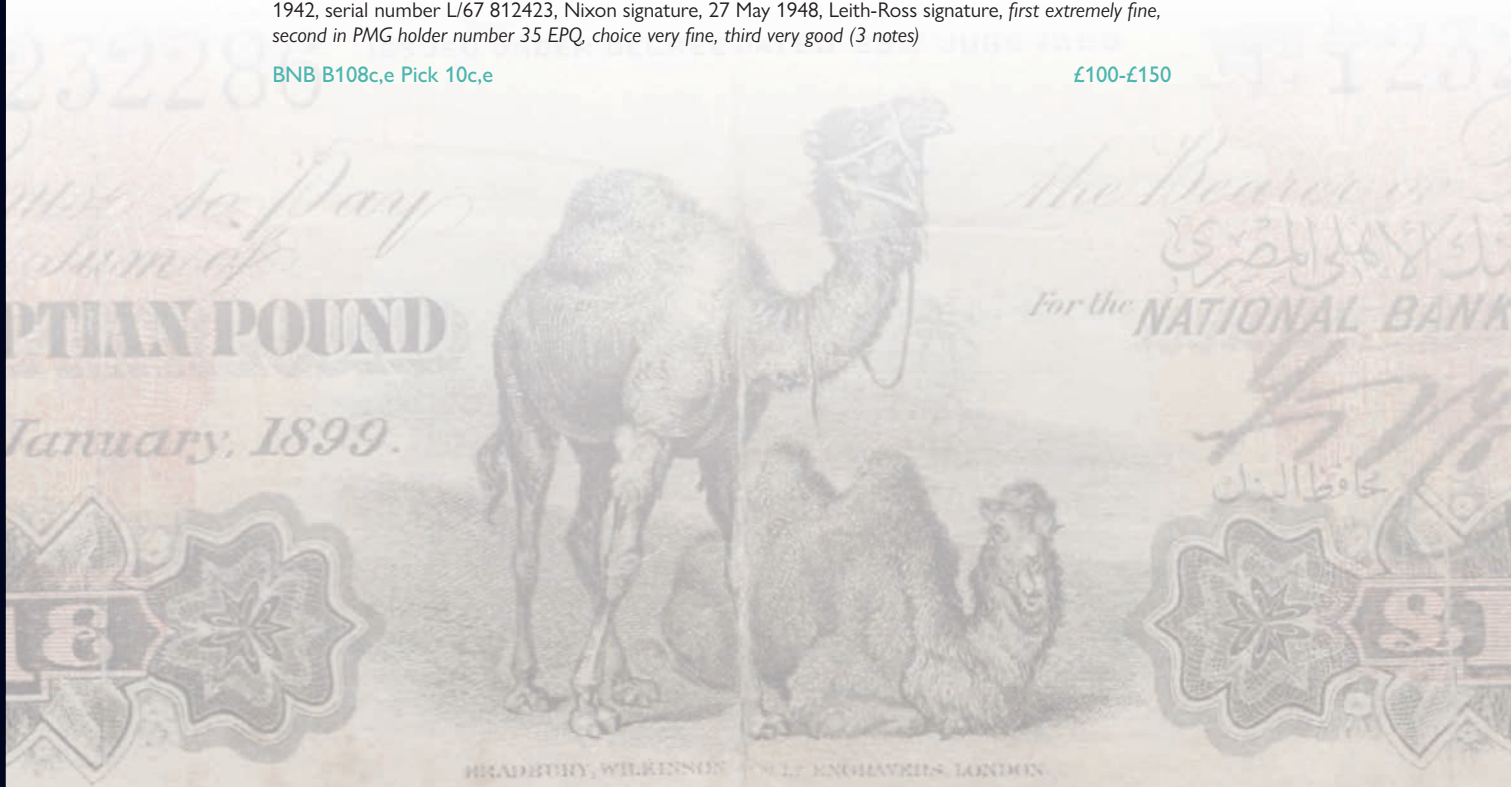 1942, serial number L/67 812423, Nixon signature, 27 May 1948, Leith-Ross signature, first extremely fine,
second in PMG holder number 35 EPQ, choice very fine, third very good (3 notes)
BNB B108c,e Pick 10c,e £100-£150
to Pay the Bearer
Sum of
البنك الاهلي المصري
PTIAN POUND For the NATIONAL BANK
January, 1899.
محافظ البنك
£1
BRADBURY, WILKINSON ENGRAVERS, LONDON.